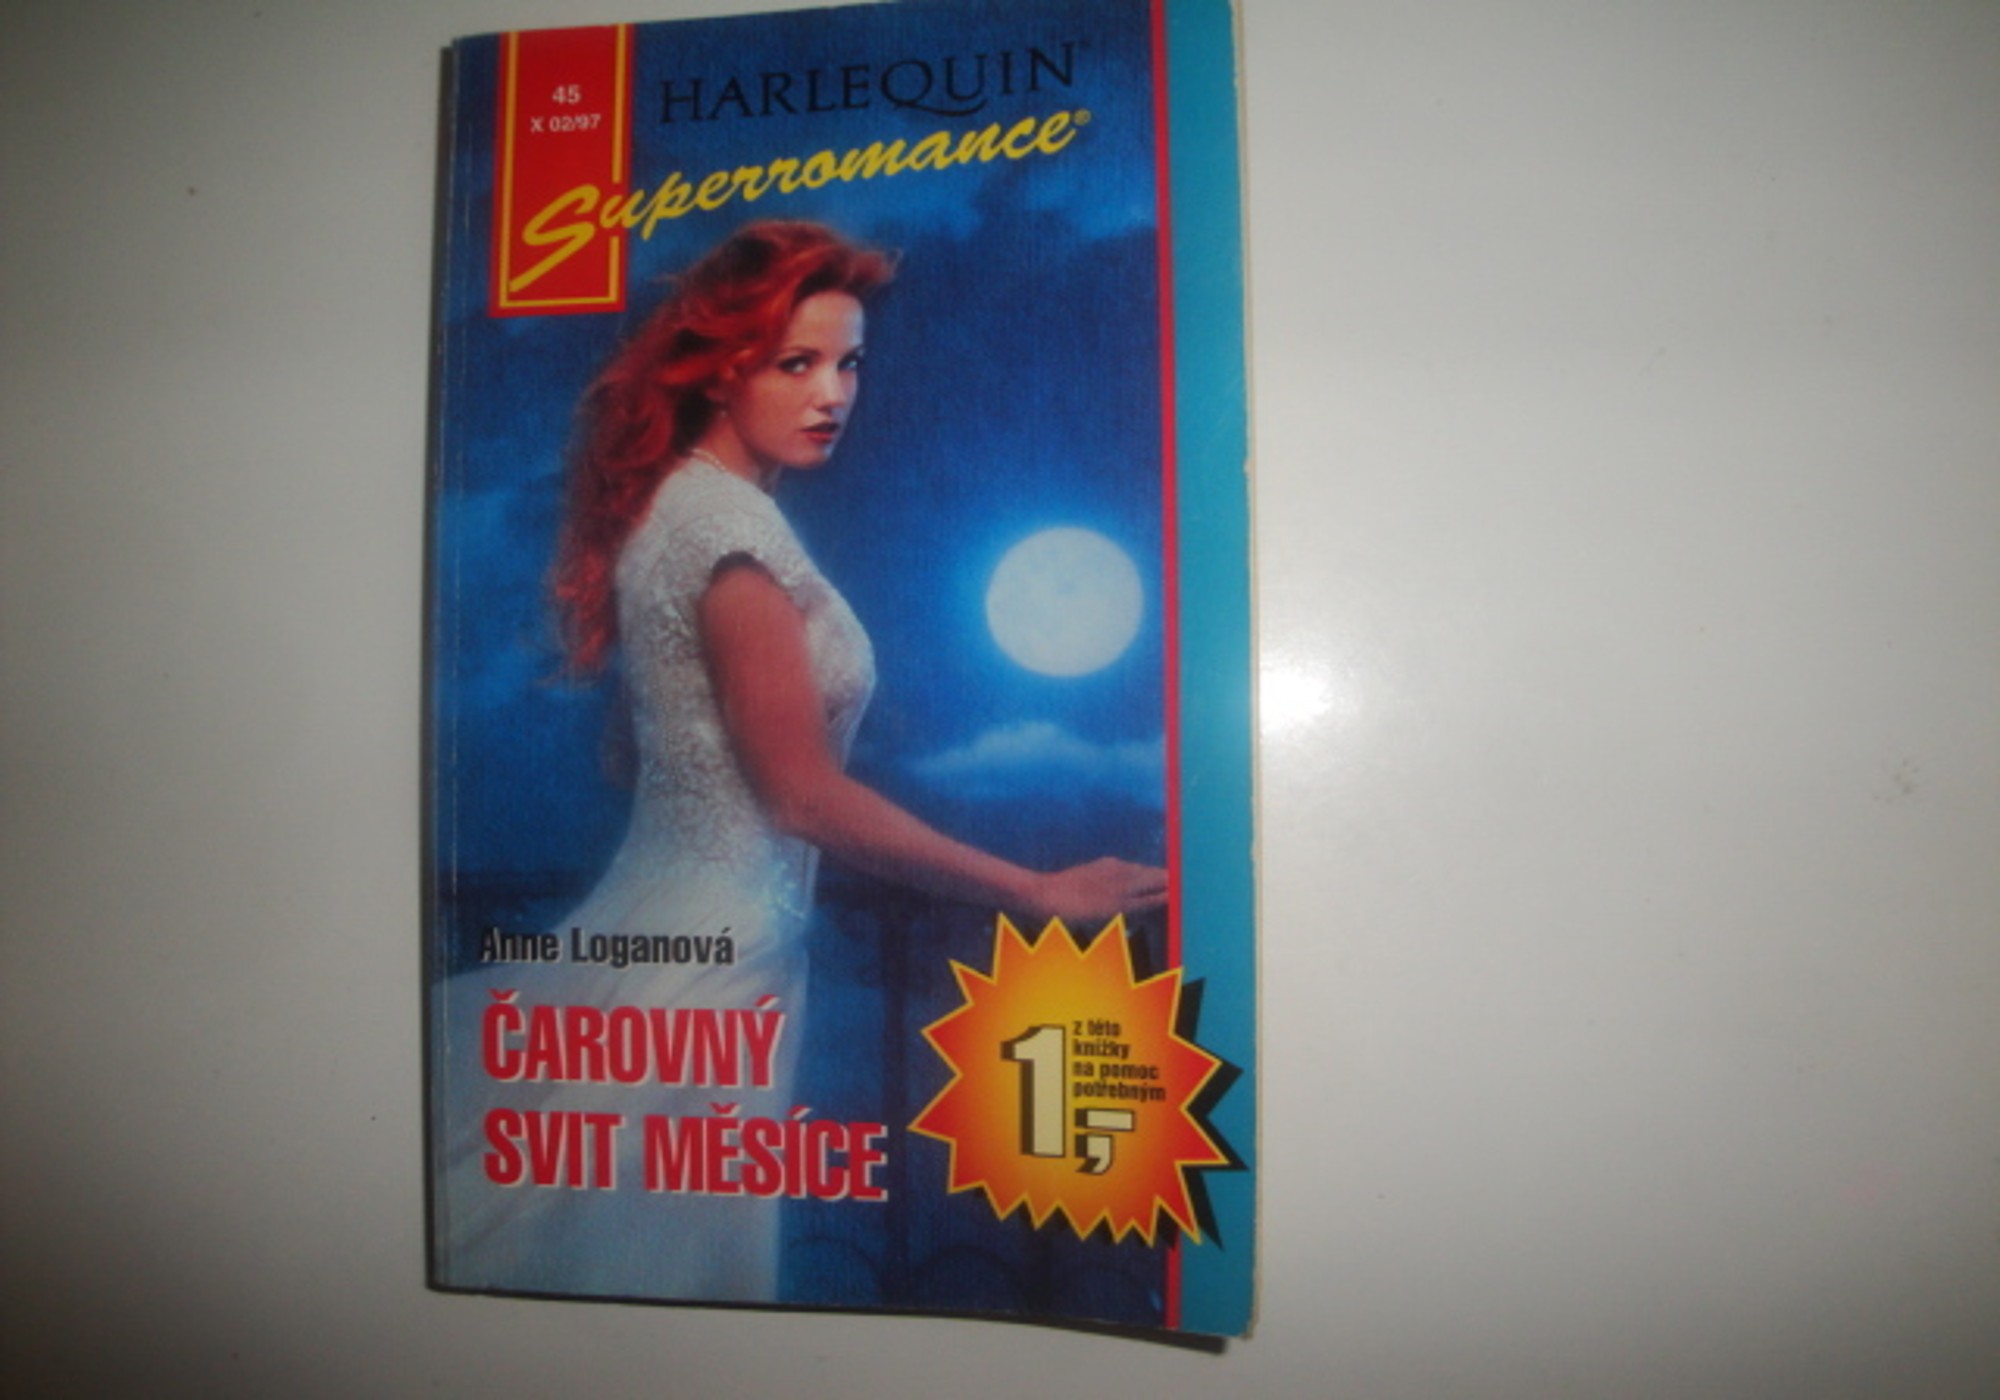 45
X 02/97
HARLEQUIN
Superromance®
Anne Loganová
ČAROVNÝ
SVIT MĚSÍCE
1,-
z této
knížky
na pomoc
potřebným